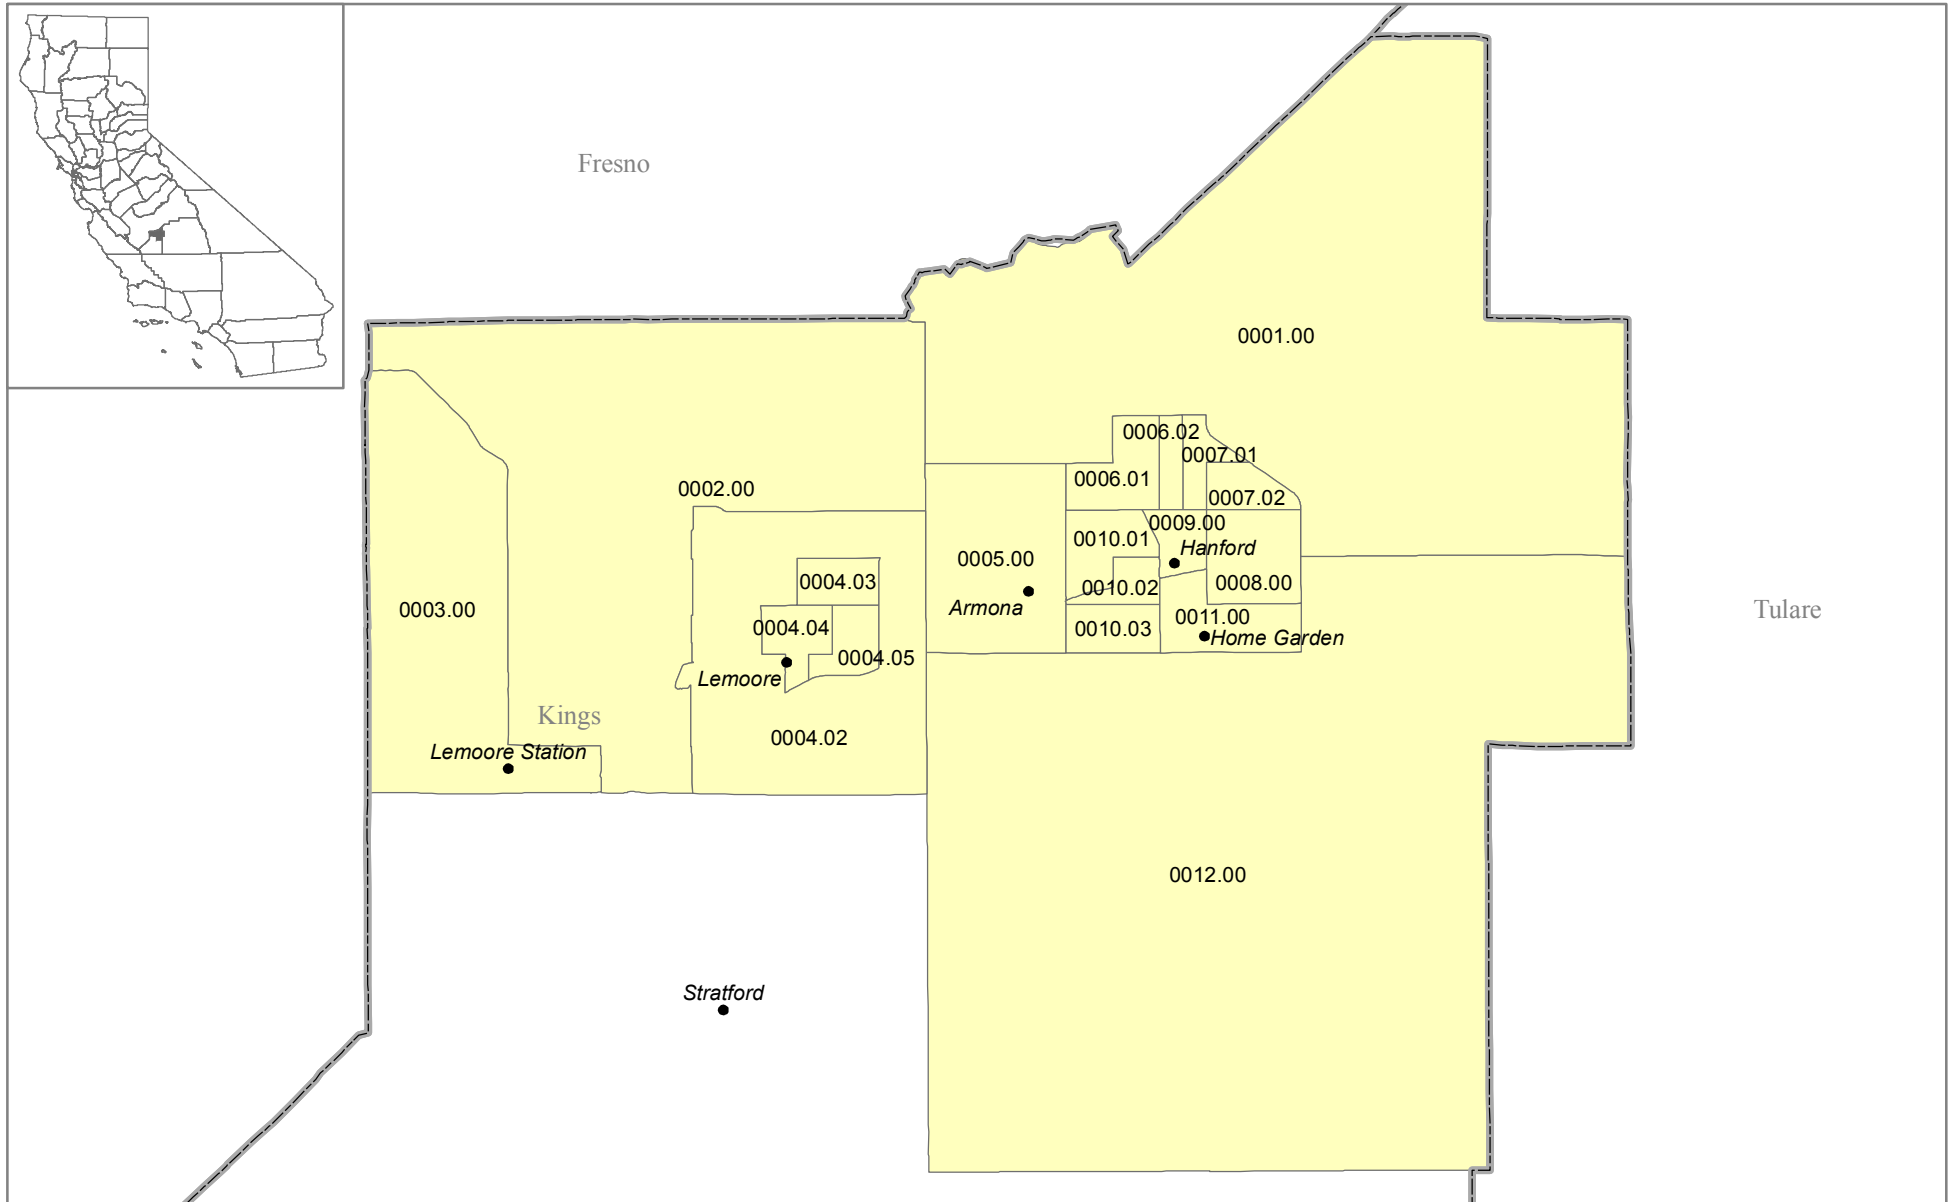 Fresno
0001.00
0006.02
0007.01
0006.01
0002.00
0007.02
0009.00
0010.01
Hanford
0005.00
0004.03
0008.00
0010.02
0003.00
Armona
Tulare
0011.00
0004.04
0010.03
Home Garden
0004.05
Lemoore
Kings
0004.02
Lemoore Station
0012.00
Stratford